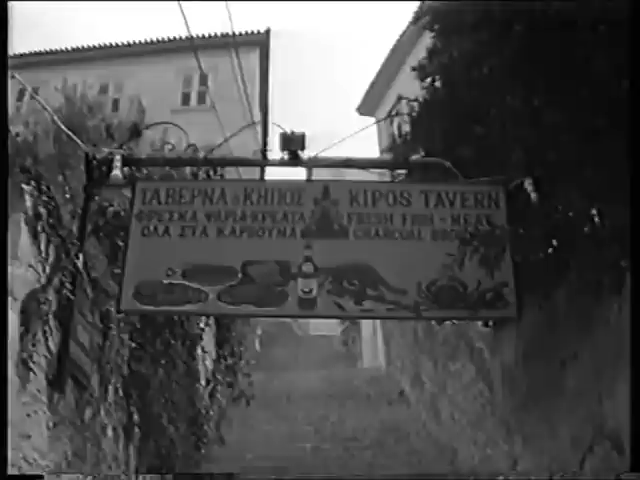 ΤΑΒΕΡΝΑ Ο ΚΗΠΟΣ
ΦΡΕΣΚΑ ΨΑΡΙΑ-ΚΡΕΑΤΑ
ΟΛΑ ΣΤΑ ΚΑΡΒΟΥΝΑ
KIPOS TAVERN
FRESH FISH - MEAT
CHARCOAL